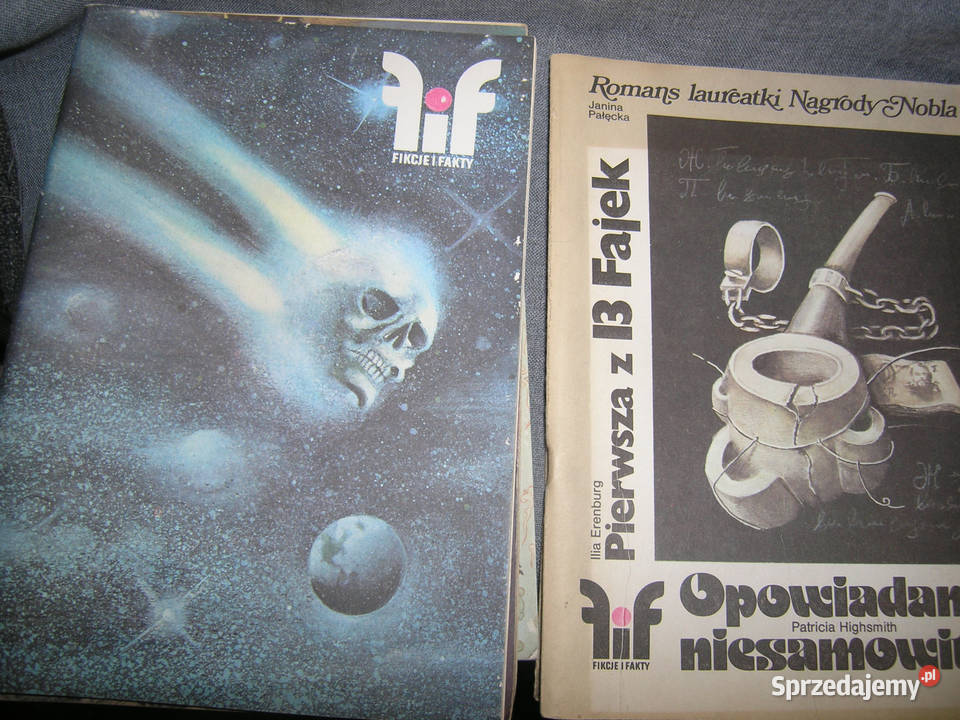 fif
FIKCJE I FAKTY
Romans laureatki Nagrody Nobla
Janina
Pałęcka
Ilia Erenburg
Pierwsza z 13 Fajek
fif
FIKCJE I FAKTY
Opowiadan
Patricia Highsmith
niesamowit
Sprzedajemy.pl